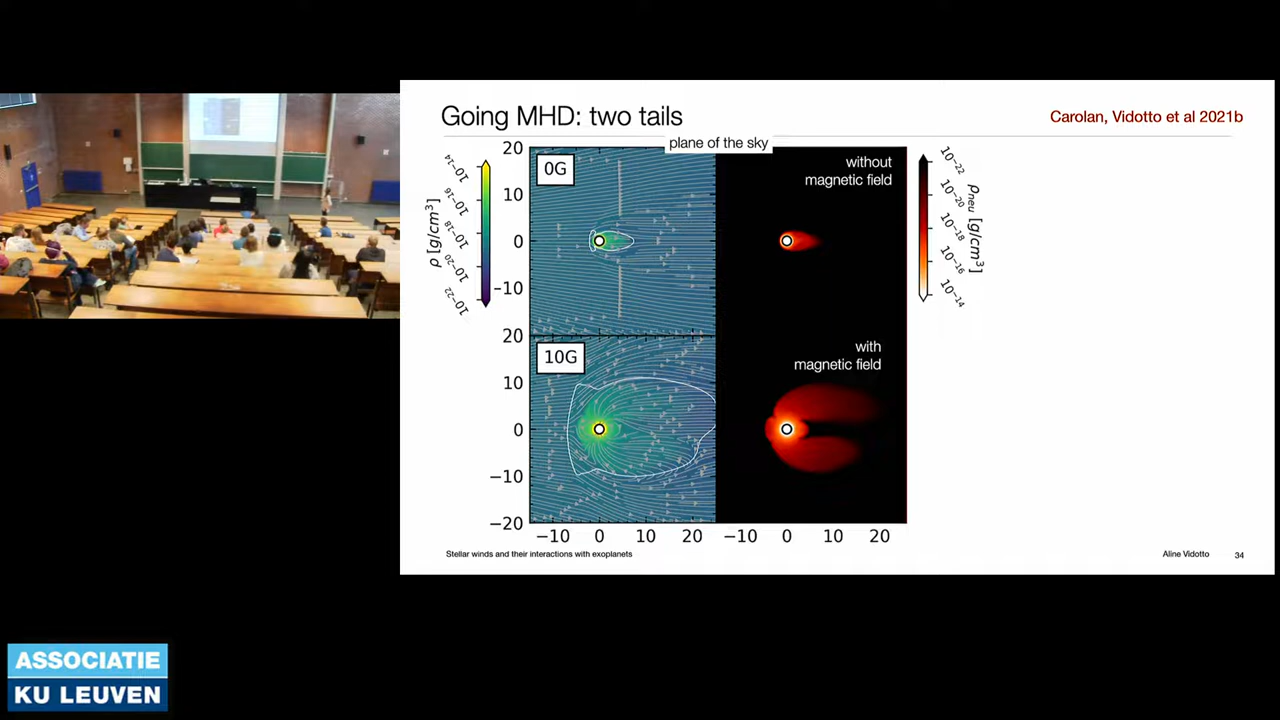 Going MHD: two tails
Carolan, Vidotto et al 2021b
plane of the sky
10⁻¹⁴
10⁻¹⁶
10⁻¹⁸
10⁻²⁰
10⁻²²
ρ [g/cm³]
20
10
0
−10
20
10
0
−10
−20
0G
without
magnetic field
10G
with
magnetic field
−10 0 10 20 −10 0 10 20
10⁻²²
10⁻²⁰
10⁻¹⁸
10⁻¹⁶
10⁻¹⁴
ρneu [g/cm³]
Stellar winds and their interactions with exoplanets
Aline Vidotto 34
ASSOCIATIE
KU LEUVEN